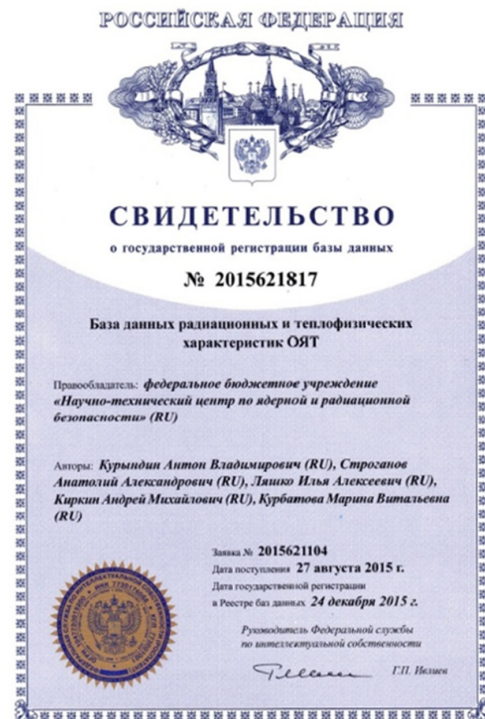 РОССИЙСКАЯ ФЕДЕРАЦИЯ
СВИДЕТЕЛЬСТВО
о государственной регистрации базы данных
№ 2015621817
База данных радиационных и теплофизических
характеристик ОЯТ
Правообладатель: федеральное бюджетное учреждение
«Научно-технический центр по ядерной и радиационной
безопасности» (RU)
Авторы: Курындин Антон Владимирович (RU), Строганов
Анатолий Александрович (RU), Ляшко Илья Алексеевич (RU),
Киркин Андрей Михайлович (RU), Курбатова Марина Витальевна
(RU)
Заявка № 2015621104
Дата поступления 27 августа 2015 г.
Дата государственной регистрации
в Реестре баз данных 24 декабря 2015 г.
Руководитель Федеральной службы
по интеллектуальной собственности
Г.П. Ивлиев